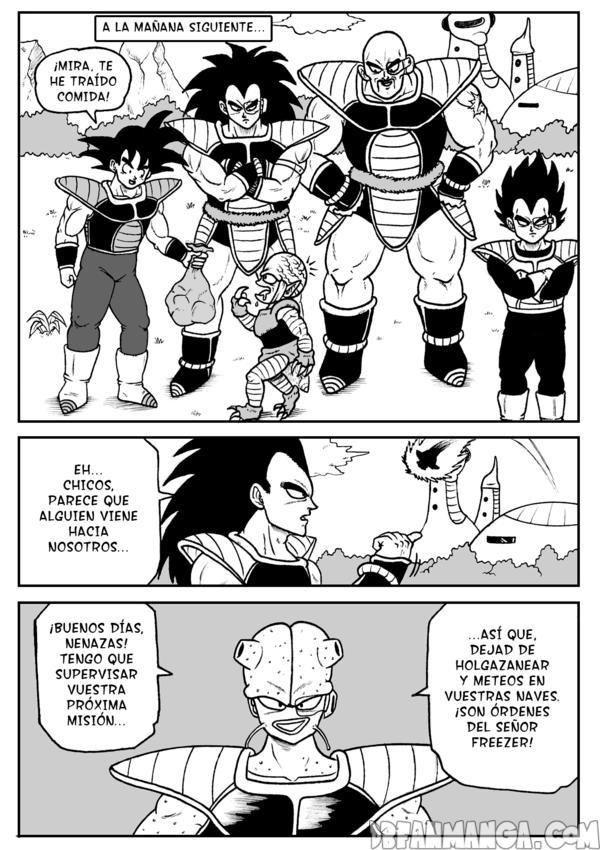 A LA MAÑANA SIGUIENTE...
¡MIRA, TE
HE TRAÍDO
COMIDA!
EH...
CHICOS,
PARECE QUE
ALGUIEN VIENE
HACIA
NOSOTROS...
¡BUENOS DÍAS,
NENAZAS!
TENGO QUE
SUPERVISAR
VUESTRA
PRÓXIMA
MISIÓN...
...ASÍ QUE,
DEJAD DE
HOLGAZANEAR
Y METEOS EN
VUESTRAS NAVES.
¡SON ÓRDENES
DEL SEÑOR
FREEZER!
DBFANMANGA.COM